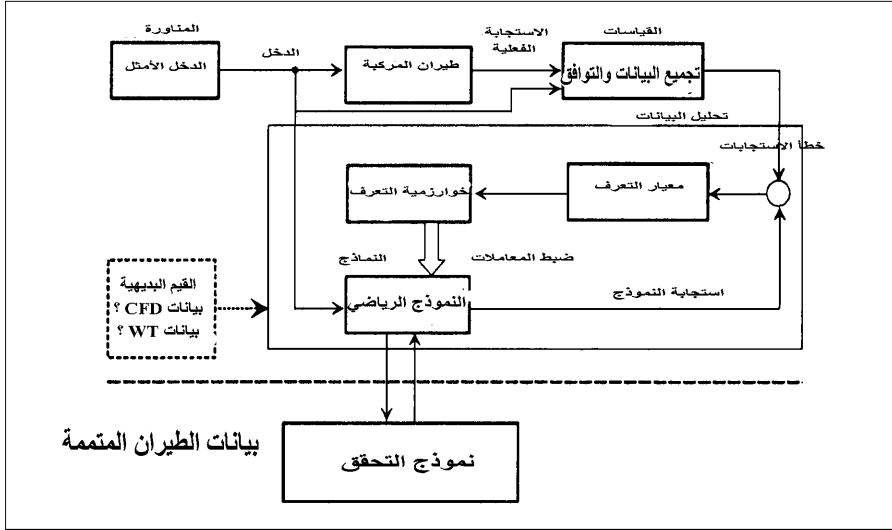 المناورة
الدخل الأمثل
الدخل
طيران المركبة
الاستجابة
الفعلية
القياسات
تجميع البيانات والتوافق
تحليل البيانات
خطأ الاستجابات
معيار التعرف
خوارزمية التعرف
ضبط المعاملات
النماذج
النموذج الرياضي
استجابة النموذج
القيم البديهية
بيانات CFD ؟
بيانات WT ؟
بيانات الطيران المتممة
نموذج التحقق